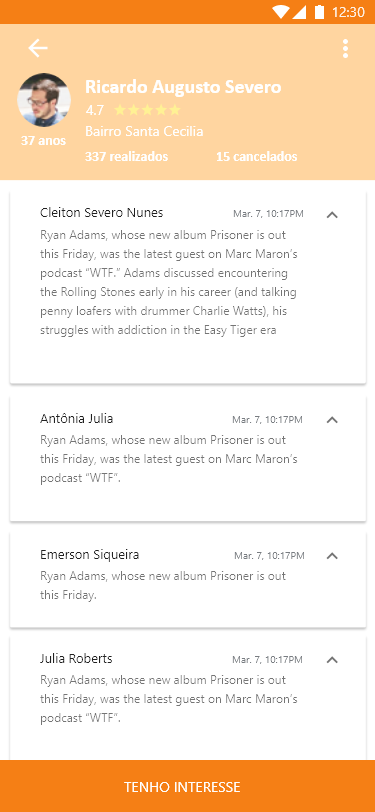 12:30
Ricardo Augusto Severo
4,7
37 anos
Bairro Santa Cecilia
337 realizados 15 cancelados
Cleiton Severo Nunes Mar. 7, 10:17PM
Ryan Adams, whose new album Prisoner is out
this Friday, was the latest guest on Marc Maron’s
podcast “WTF.” Adams discussed encountering
the Rolling Stones early in his career (and talking
penny loafers with drummer Charlie Watts), his
struggles with addiction in the Easy Tiger era
Antônia Julia Mar. 7, 10:17PM
Ryan Adams, whose new album Prisoner is out
this Friday, was the latest guest on Marc Maron’s
podcast “WTF”.
Emerson Siqueira Mar. 7, 10:17PM
Ryan Adams, whose new album Prisoner is out
this Friday.
Julia Roberts Mar. 7, 10:17PM
Ryan Adams, whose new album Prisoner is out
this Friday, was the latest guest on Marc Maron’s
podcast “WTF”.
TENHO INTERESSE